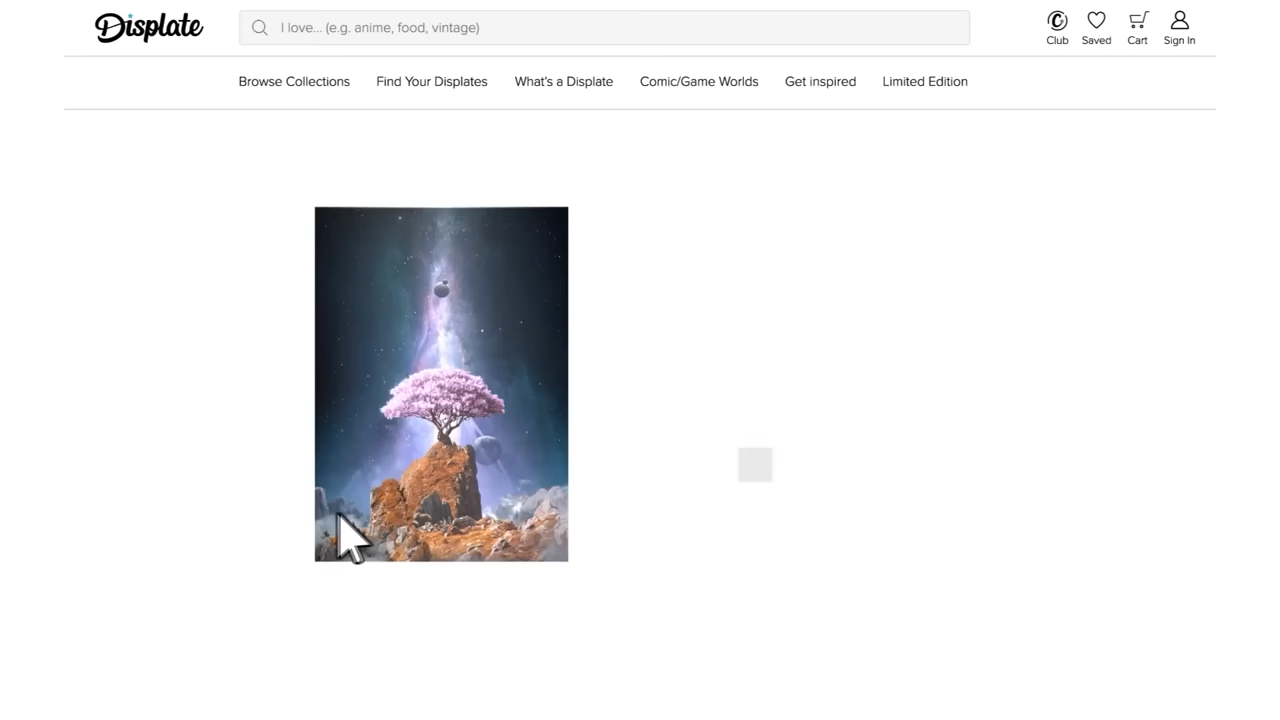 Displate
I love... (e.g. anime, food, vintage)
Club
Saved
Cart
Sign In
Browse Collections
Find Your Displates
What's a Displate
Comic/Game Worlds
Get inspired
Limited Edition